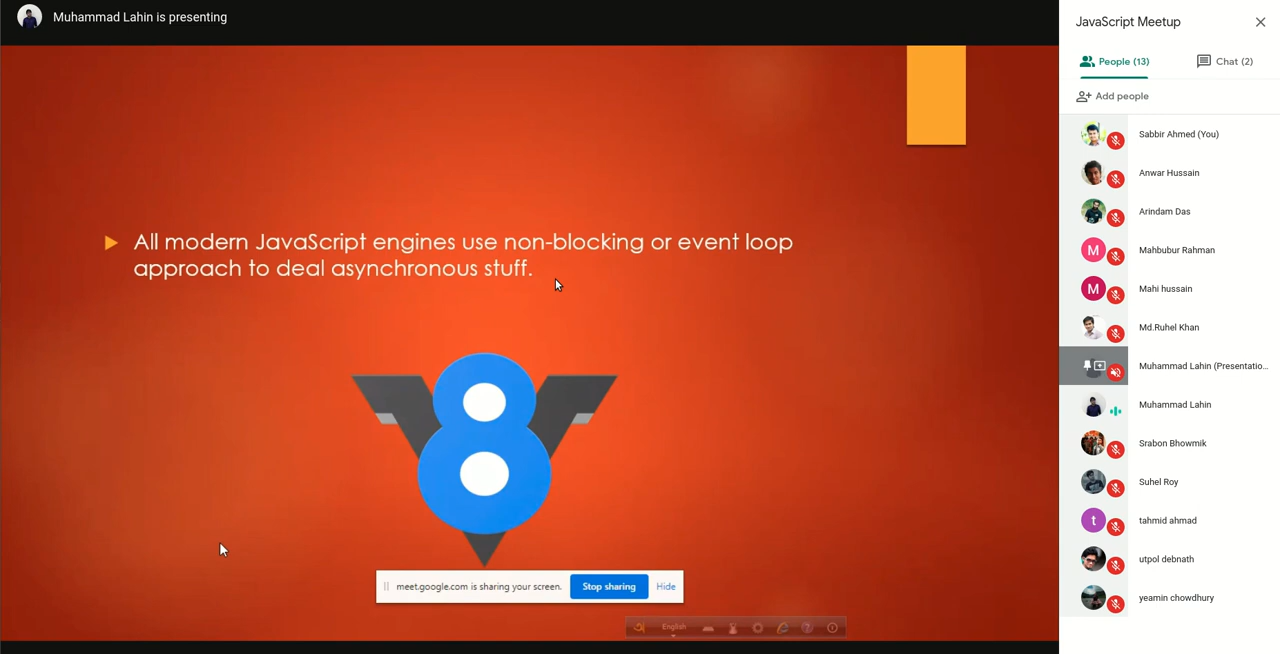 Muhammad Lahin is presenting
All modern JavaScript engines use non-blocking or event loop
approach to deal asynchronous stuff.
8
meet.google.com is sharing your screen.
Stop sharing
Hide
English
JavaScript Meetup
People (13)
Chat (2)
Add people
Sabbir Ahmed (You)
Anwar Hussain
Arindam Das
M
Mahbubur Rahman
M
Mahi hussain
Md.Ruhel Khan
Muhammad Lahin (Presentatio...
Muhammad Lahin
Srabon Bhowmik
Suhel Roy
t
tahmid ahmad
utpol debnath
yeamin chowdhury